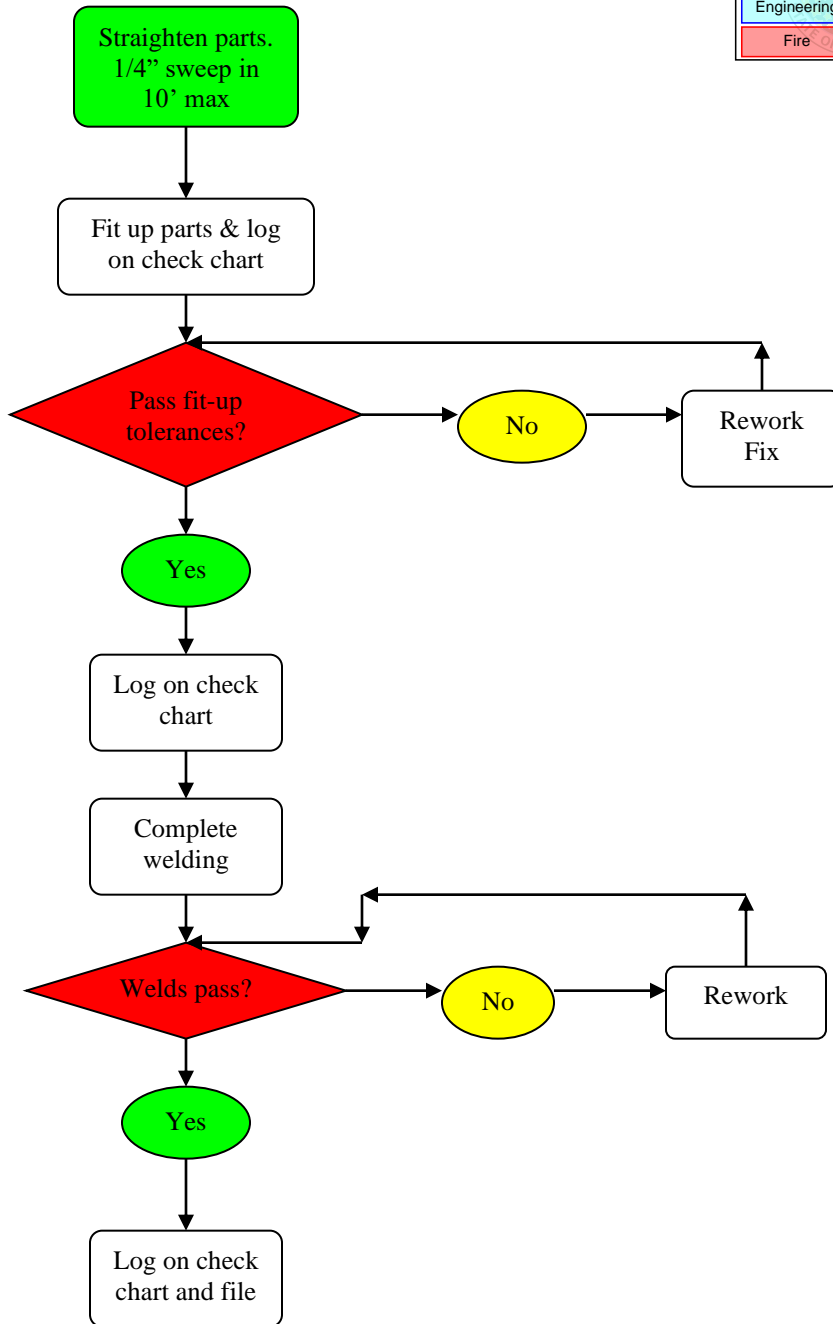 Engineering
Fire
Straighten parts.
1/4” sweep in
10’ max
Fit up parts & log
on check chart
Pass fit-up
tolerances?
No
Rework
Fix
Yes
Log on check
chart
Complete
welding
Welds pass?
No
Rework
Yes
Log on check
chart and file